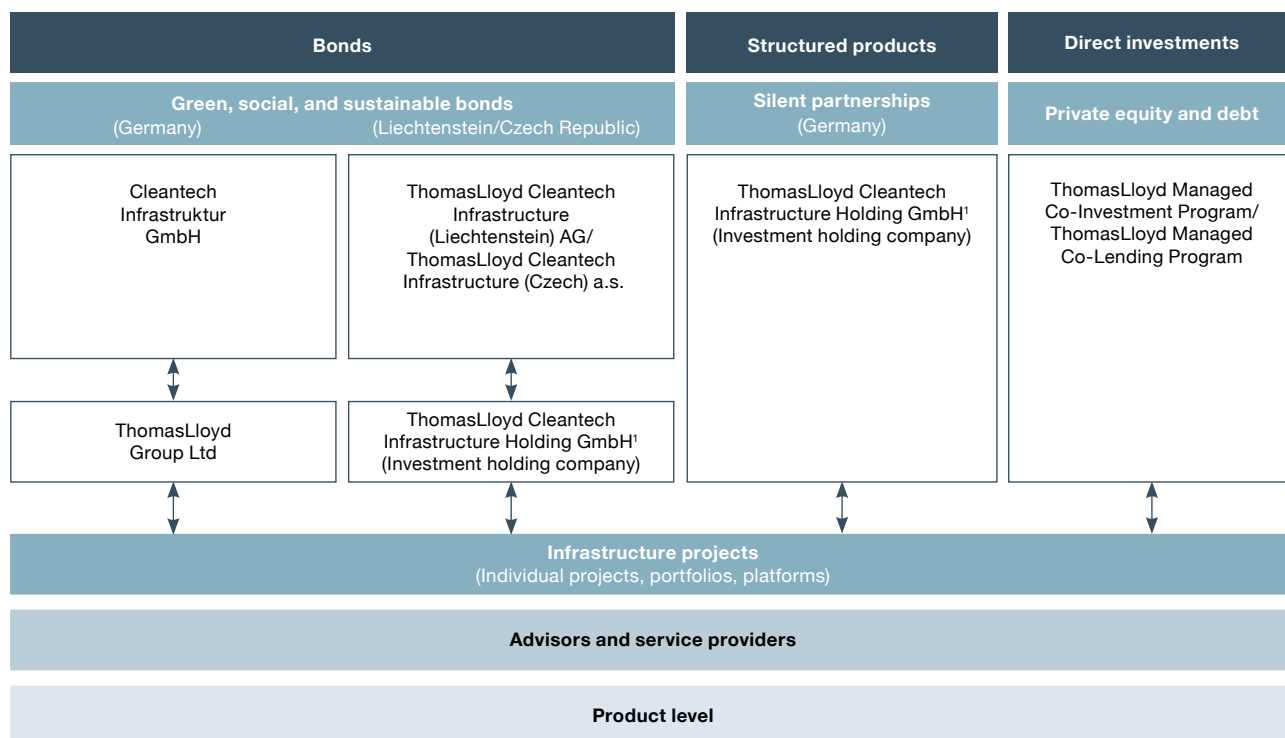 Bonds
Structured products
Direct investments
Green, social, and sustainable bonds
(Germany)
(Liechtenstein/Czech Republic)
Silent partnerships
(Germany)
Private equity and debt
Cleantech
Infrastruktur
GmbH
ThomasLloyd Cleantech
Infrastructure
(Liechtenstein) AG/
ThomasLloyd Cleantech
Infrastructure (Czech) a.s.
ThomasLloyd Cleantech
Infrastructure Holding GmbH¹
(Investment holding company)
ThomasLloyd Managed
Co-Investment Program/
ThomasLloyd Managed
Co-Lending Program
ThomasLloyd
Group Ltd
ThomasLloyd Cleantech
Infrastructure Holding GmbH¹
(Investment holding company)
Infrastructure projects
(Individual projects, portfolios, platforms)
Advisors and service providers
Product level